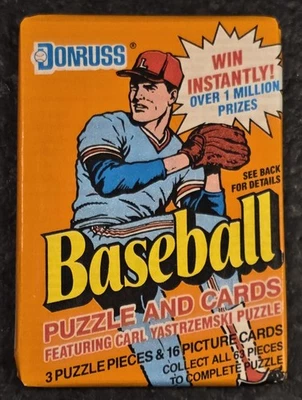 DONRUSS
WIN
INSTANTLY!
OVER 1 MILLION
PRIZES
L
SEE BACK
FOR DETAILS
Baseball
PUZZLE AND CARDS
FEATURING CARL YASTRZEMSKI PUZZLE
3 PUZZLE PIECES & 16 PICTURE CARDS
COLLECT ALL 63 PIECES
TO COMPLETE PUZZLE